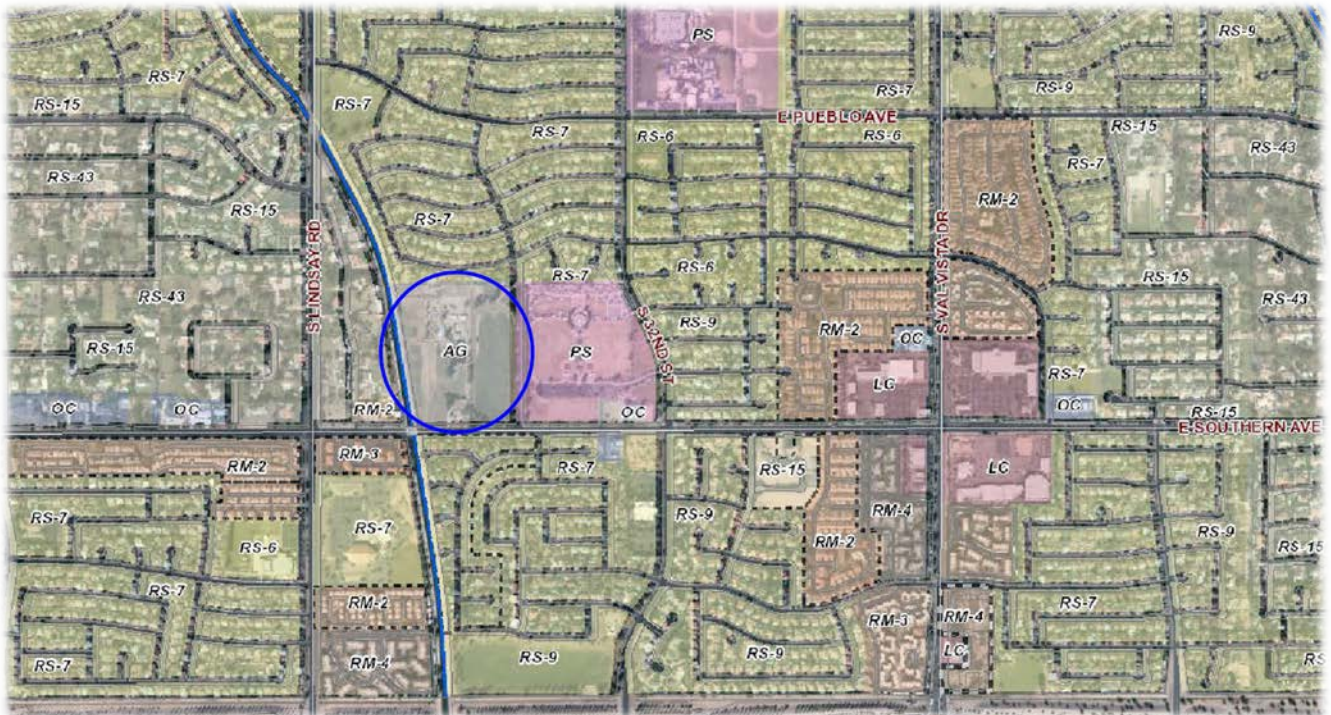 PS
RS-9
RS-7
RS-7
RS-9
RS-15
RS-7
E PUEBLO AVE
RS-7
RS-6
RS-6
RS-15
RS-7
RS-43
RS-43
RM-2
RS-15
RS-7
S LINDSAY RD
S VAL VISTA DR
RS-7
RS-6
RS-15
RS-43
RS-43
S 32ND ST
RS-9
RM-2
OC
RS-15
AG
PS
LC
RS-7
OC
OC
RM-2
OC
OC
RS-15
E SOUTHERN AVE
RM-2
RM-3
RS-7
RS-15
LC
RS-7
RS-7
RS-9
RM-4
RS-9
RS-6
RM-2
RS-15
RS-7
RM-2
RM-3
RM-4
RS-7
RS-7
RM-4
RS-9
RS-9
LC
RS